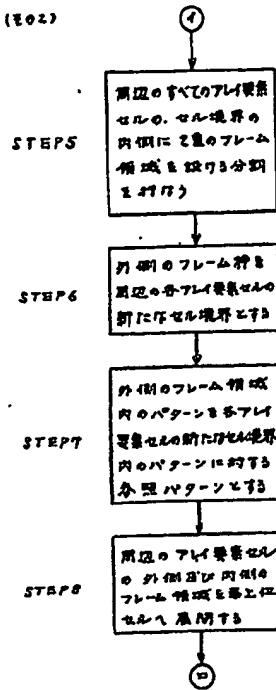 (その2)
イ
STEP5
周辺のすべてのアレイ要素
セルの、セル境界の
内側に2重のフレーム
領域を設ける分割
を行なう
STEP6
外側のフレーム枠を
周辺の各アレイ要素セルの
新たなセル境界とする
STEP7
外側のフレーム領域
内のパターンを各アレイ
要素セルの新たなセル境界
内のパターンに対する
参照パターンとする
STEP8
周辺のアレイ要素セル
の外側及び内側の
フレーム領域を最上位
セルへ展開する
ロ